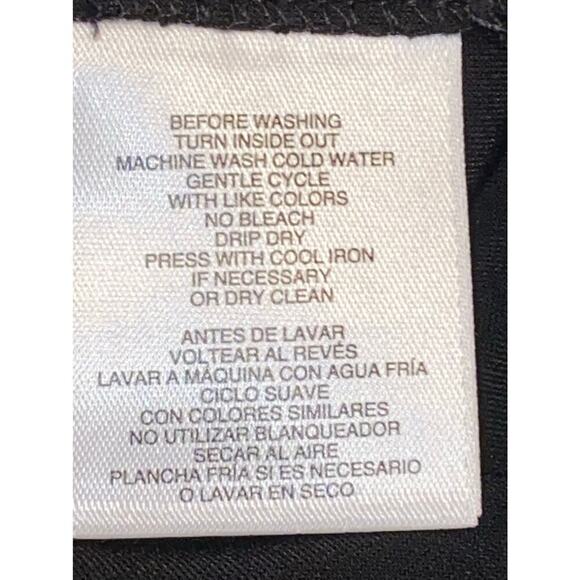 BEFORE WASHING
TURN INSIDE OUT
MACHINE WASH COLD WATER
GENTLE CYCLE
WITH LIKE COLORS
NO BLEACH
DRIP DRY
PRESS WITH COOL IRON
IF NECESSARY
OR DRY CLEAN
ANTES DE LAVAR
VOLTEAR AL REVÉS
LAVAR A MÁQUINA CON AGUA FRÍA
CICLO SUAVE
CON COLORES SIMILARES
NO UTILIZAR BLANQUEADOR
SECAR AL AIRE
PLANCHA FRÍA SI ES NECESARIO
O LAVAR EN SECO